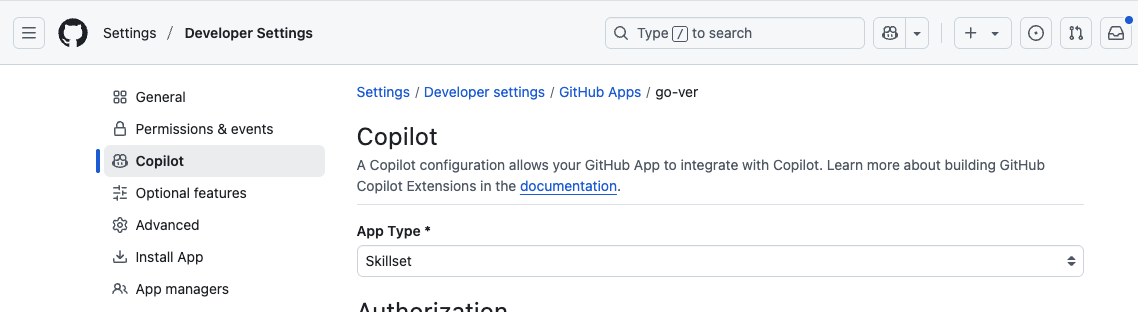 Settings / Developer Settings
Type / to search
General
Permissions & events
Copilot
Optional features
Advanced
Install App
App managers
Settings / Developer settings / GitHub Apps / go-ver
Copilot
A Copilot configuration allows your GitHub App to integrate with Copilot. Learn more about building GitHub
Copilot Extensions in the documentation.
App Type *
Skillset
Authorization